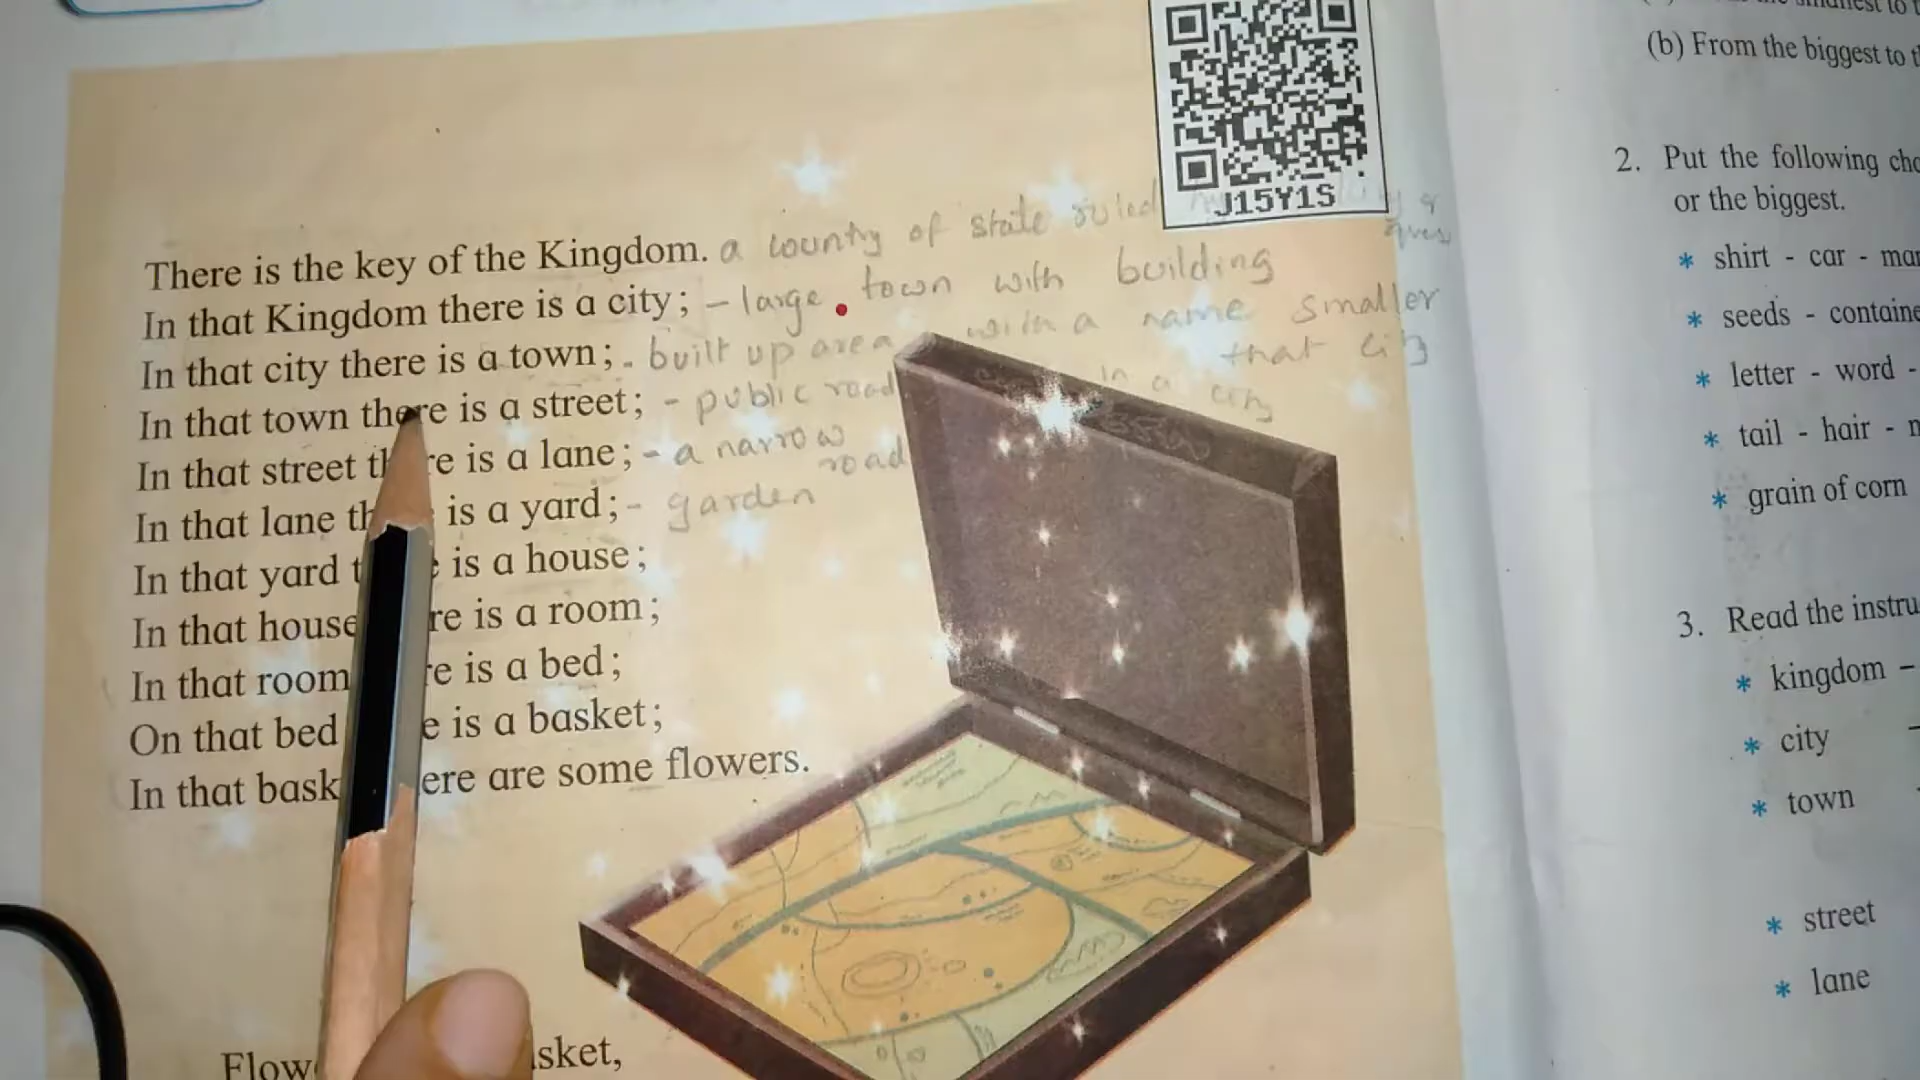 J15Y1S
There is the key of the Kingdom. a country of state ruled
In that Kingdom there is a city; - large town with building
In that city there is a town; - built up area with a name smaller
that city
In that town there is a street; - public road in a city
In that street there is a lane; - a narrow
road
In that lane is a yard; - garden
In that yard is a house;
In that house re is a room;
In that room re is a bed;
On that bed e is a basket;
In that bask ere are some flowers.
Flow sket,
(b) From the biggest to
2. Put the following
or the biggest.
* shirt - car -
* seeds -
* letter - word -
* tail - hair -
* grain of corn
3. Read the
* kingdom -
* city
* town
* street
* lane